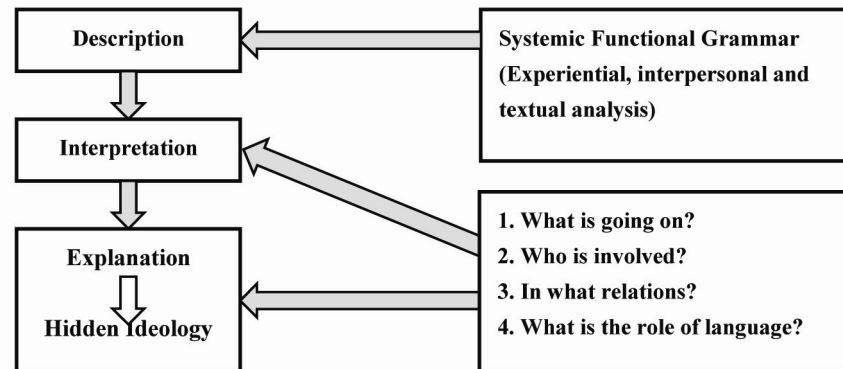 Description
Systemic Functional Grammar
(Experiential, interpersonal and
textual analysis)
Interpretation
Explanation
Hidden Ideology
1. What is going on?
2. Who is involved?
3. In what relations?
4. What is the role of language?